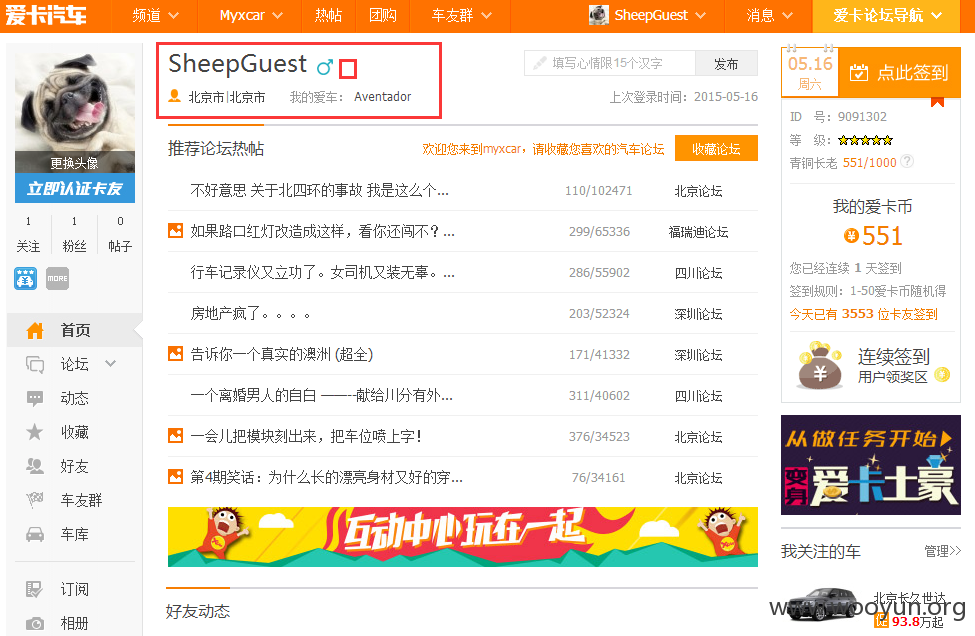 爱卡汽车 频道 Myxcar 热帖 团购 车友群 SheepGuest 消息 爱卡论坛导航
更换头像
立即认证卡友
1 1 0
关注 粉丝 帖子
MORE
首页
论坛
动态
收藏
好友
车友群
车库
订阅
相册
SheepGuest
北京市|北京市 我的爱车: Aventador
填写心情限15个汉字 发布
上次登录时间：2015-05-16
推荐论坛热帖 欢迎您来到myxcar，请收藏您喜欢的汽车论坛 收藏论坛
不好意思 关于北四环的事故 我是这么个... 110/102471 北京论坛
如果路口红灯改造成这样，看你还闯不？... 299/65336 福瑞迪论坛
行车记录仪又立功了。女司机又装无辜。... 286/55902 四川论坛
房地产疯了。。。。 203/52324 深圳论坛
告诉你一个真实的澳洲 (超全) 171/41332 深圳论坛
一个离婚男人的自白 ——--献给川分有外... 311/40602 四川论坛
一会儿把模块刻出来，把车位喷上字！ 376/34523 北京论坛
第4期笑话：为什么长的漂亮身材又好的穿... 76/34161 北京论坛
互动中心玩在一起
好友动态
05.16
周六
点此签到
ID 号：9091302
等 级：
青铜长老 551/1000 ?
我的爱卡币
551
您已经连续 1 天签到
签到规则：1-50爱卡币随机得
今天已有 3553 位卡友签到
连续签到
用户领奖区
从做任务开始
变身 爱卡土豪
我关注的车 管理>>
北京长久世达
促 93.8万起
www.wooyun.org